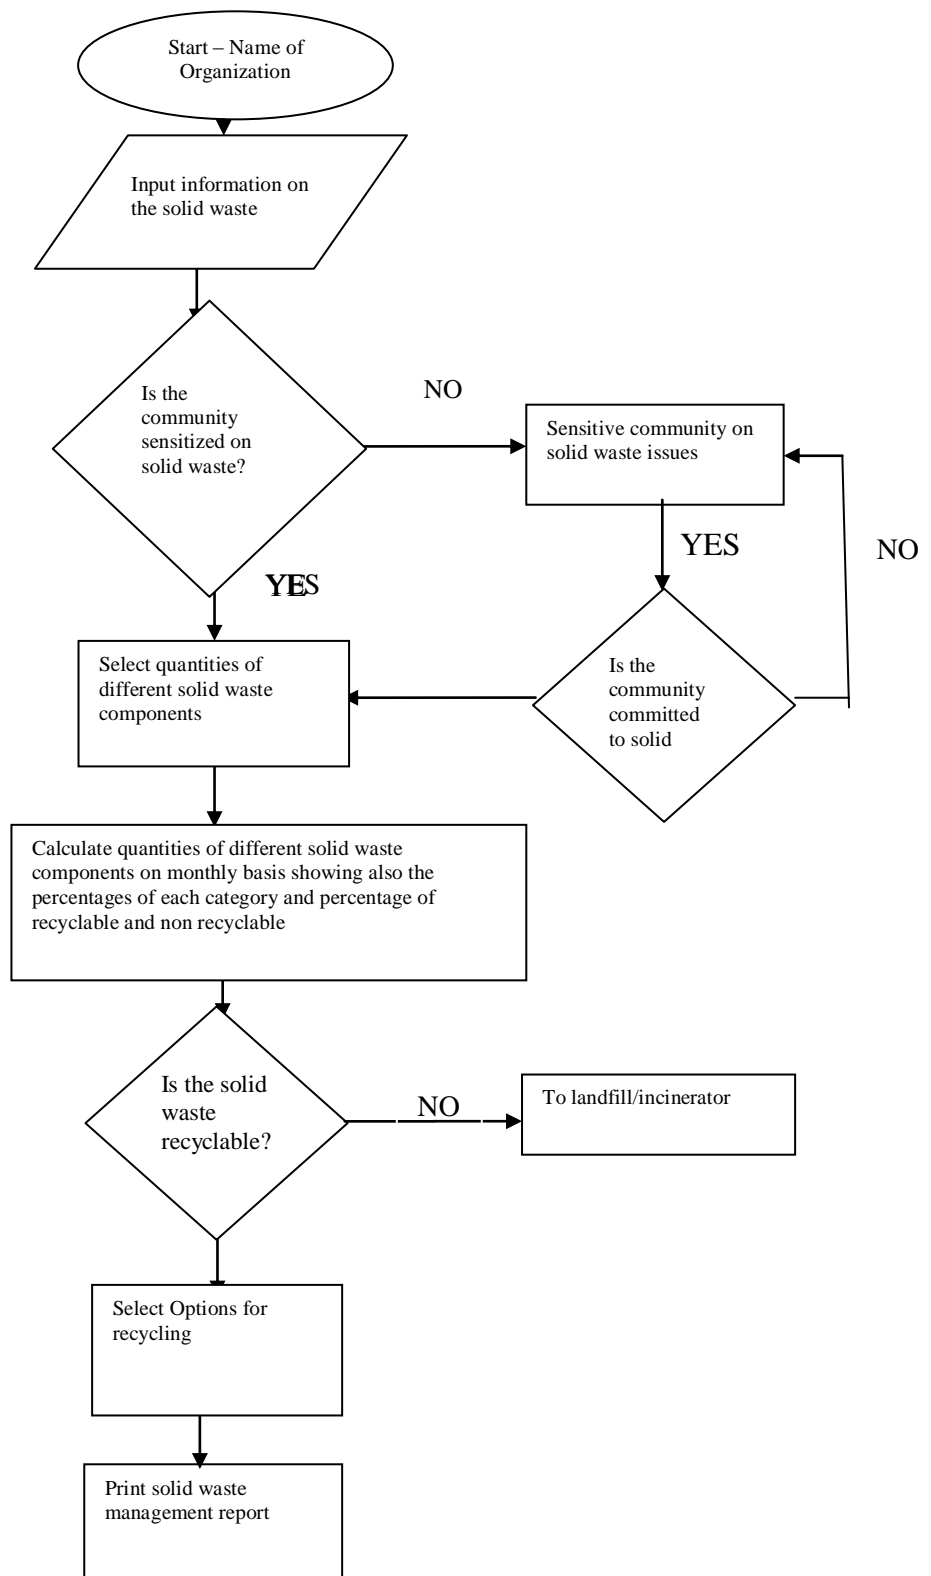 Start – Name of
Organization
Input information on
the solid waste
Is the
community
sensitized on
solid waste?
NO
Sensitive community on
solid waste issues
YES
NO
YES
Select quantities of
different solid waste
components
Is the
community
committed
to solid
Calculate quantities of different solid waste
components on monthly basis showing also the
percentages of each category and percentage of
recyclable and non recyclable
Is the solid
waste
recyclable?
NO
To landfill/incinerator
Select Options for
recycling
Print solid waste
management report